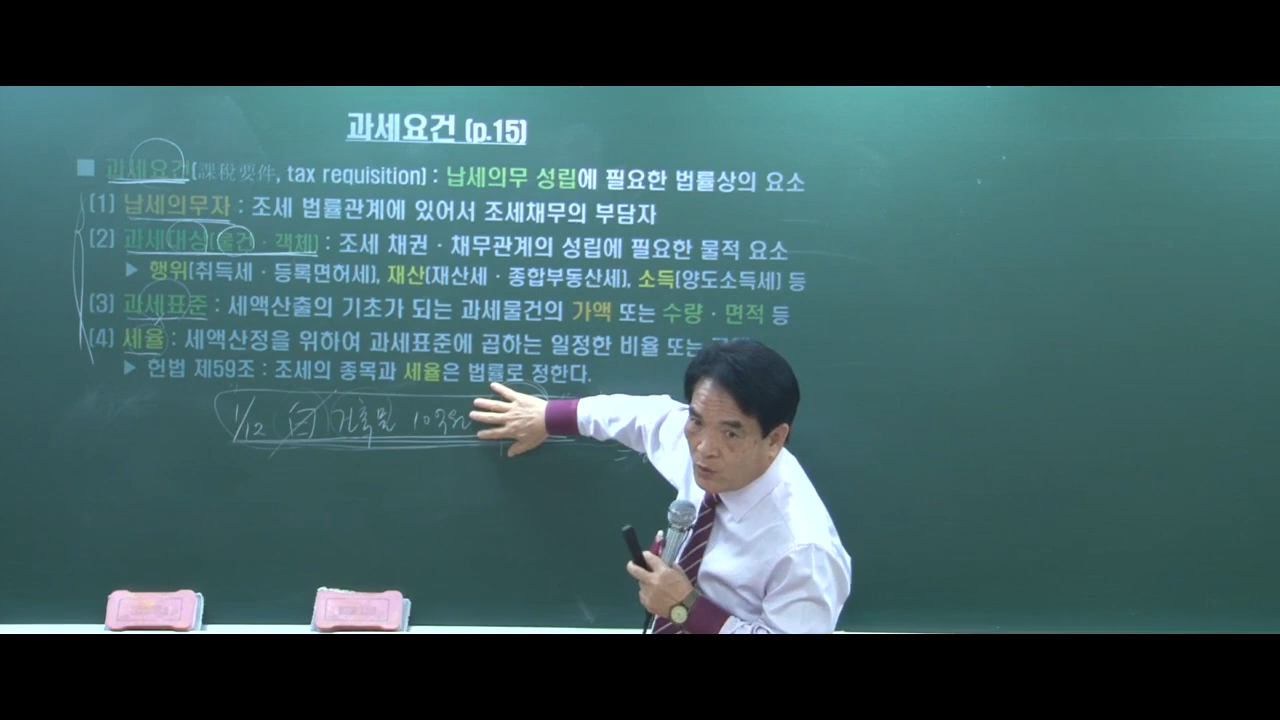 과세요건 (p.15)
■ 과세요건(課稅要件, tax requisition) : 납세의무 성립에 필요한 법률상의 요소
(1) 납세의무자 : 조세 법률관계에 있어서 조세채무의 부담자
(2) 과세대상(물건 · 객체) : 조세 채권 · 채무관계의 성립에 필요한 물적 요소
▶ 행위(취득세 · 등록면허세), 재산(재산세 · 종합부동산세), 소득(양도소득세) 등
(3) 과세표준 : 세액산출의 기초가 되는 과세물건의 가액 또는 수량 · 면적 등
(4) 세율 : 세액산정을 위하여 과세표준에 곱하는 일정한 비율 또는
▶ 헌법 제59조 : 조세의 종목과 세율은 법률로 정한다.
1/12 건축물 10억원